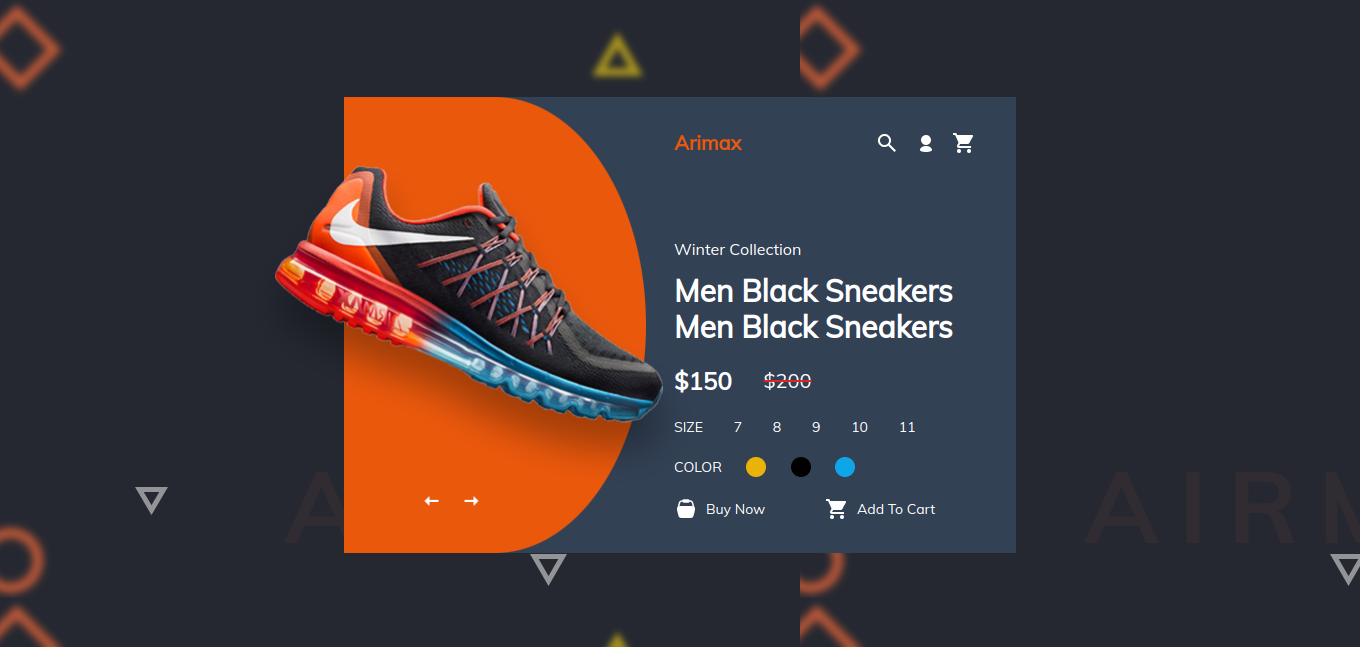 Arimax
Winter Collection
Men Black Sneakers
Men Black Sneakers
$150 $200
SIZE 7 8 9 10 11
COLOR
Buy Now Add To Cart
A
AIRM